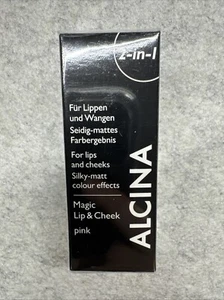 2-in-1
Für Lippen
und Wangen
Seidig-mattes
Farbergebnis
For lips
and cheeks
Silky-matt
colour effects
Magic
Lip & Cheek
pink
ALCINA